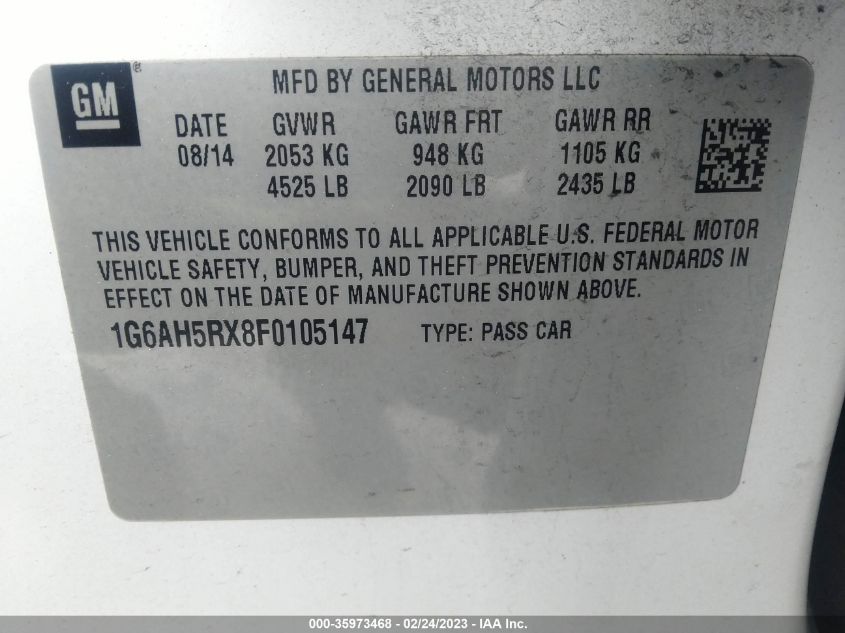 GM ®
MFD BY GENERAL MOTORS LLC
DATE GVWR GAWR FRT GAWR RR
08/14 2053 KG 948 KG 1105 KG
4525 LB 2090 LB 2435 LB
THIS VEHICLE CONFORMS TO ALL APPLICABLE U.S. FEDERAL MOTOR
VEHICLE SAFETY, BUMPER, AND THEFT PREVENTION STANDARDS IN
EFFECT ON THE DATE OF MANUFACTURE SHOWN ABOVE.
1G6AH5RX8F0105147 TYPE: PASS CAR
000-35973468 - 02/24/2023 - IAA Inc.